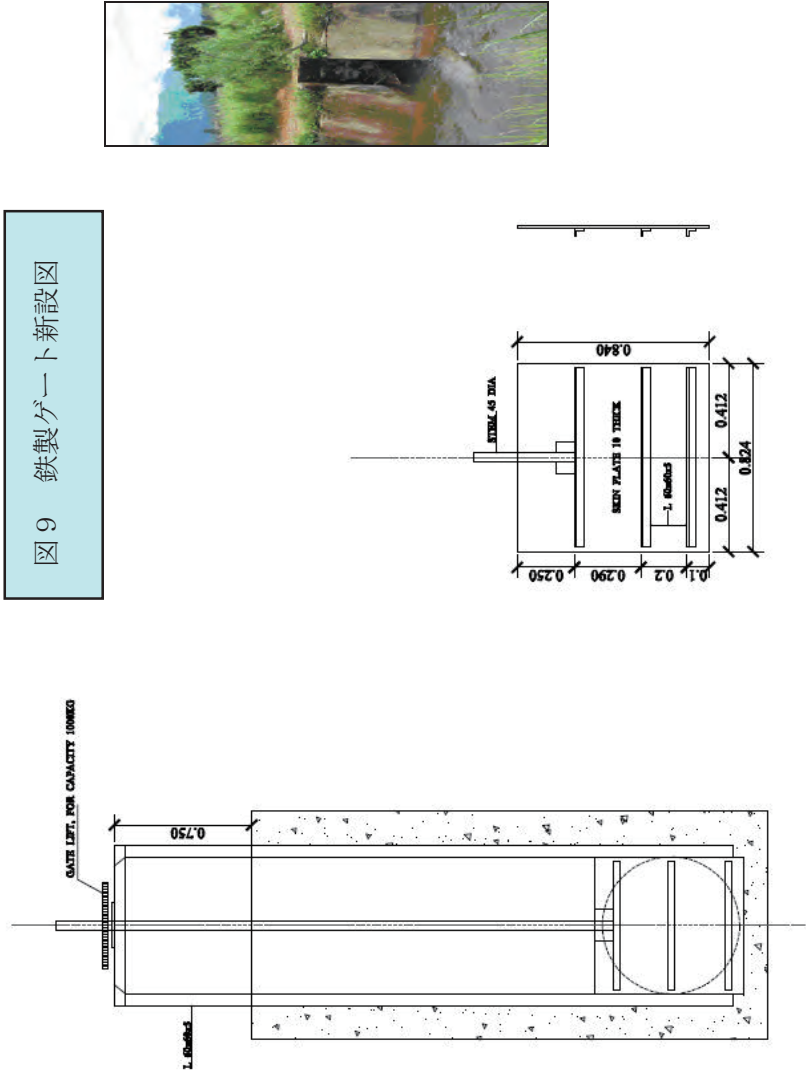 図9 鉄製ゲート新設図
GATE LIFT, FOR CAPACITY 1000KG
0.750
L 60x60x5
STEM 45 DIA
0.840
SKIN PLATE 10 THICK
L 60x60x5
0.250
0.290
0.2
0.1
0.412
0.412
0.824